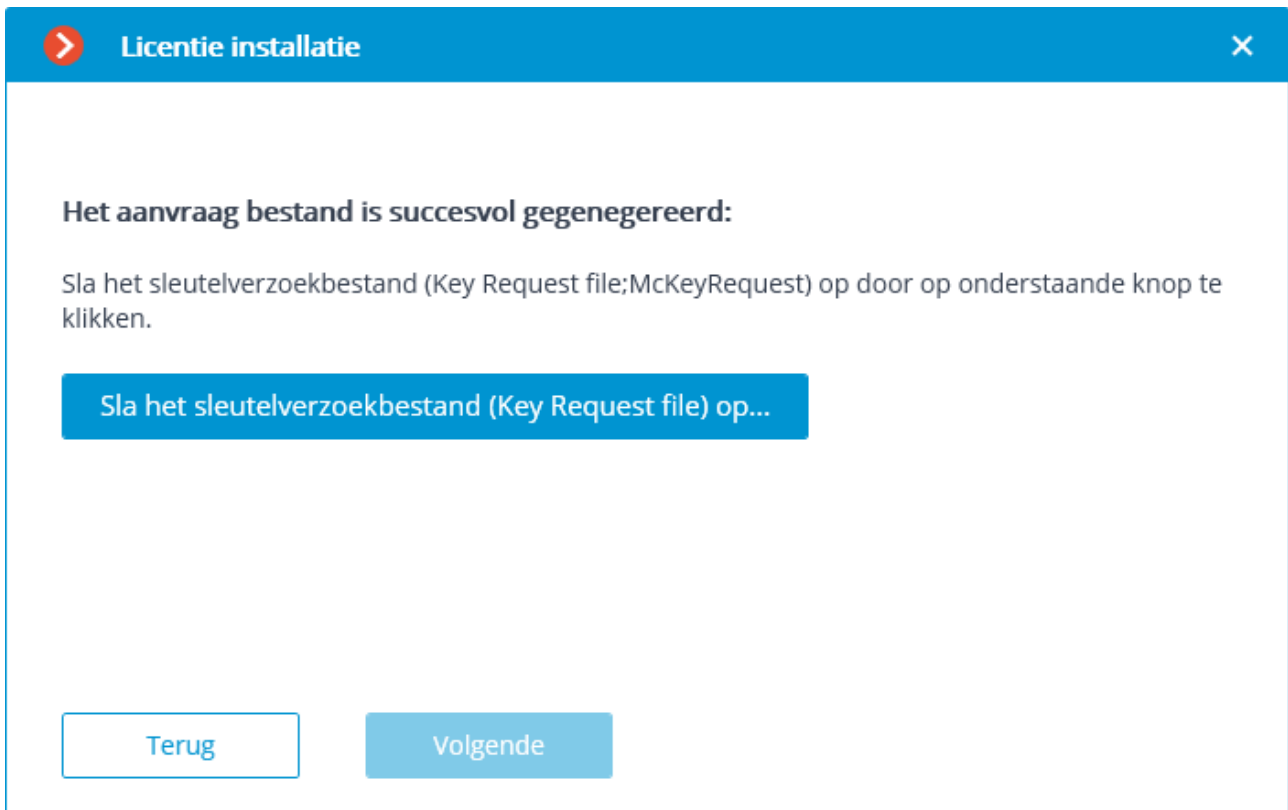 Licentie installatie
Het aanvraag bestand is succesvol gegenegereerd:
Sla het sleutelverzoekbestand (Key Request file;McKeyRequest) op door op onderstaande knop te
klikken.
Sla het sleutelverzoekbestand (Key Request file) op...
Terug
Volgende